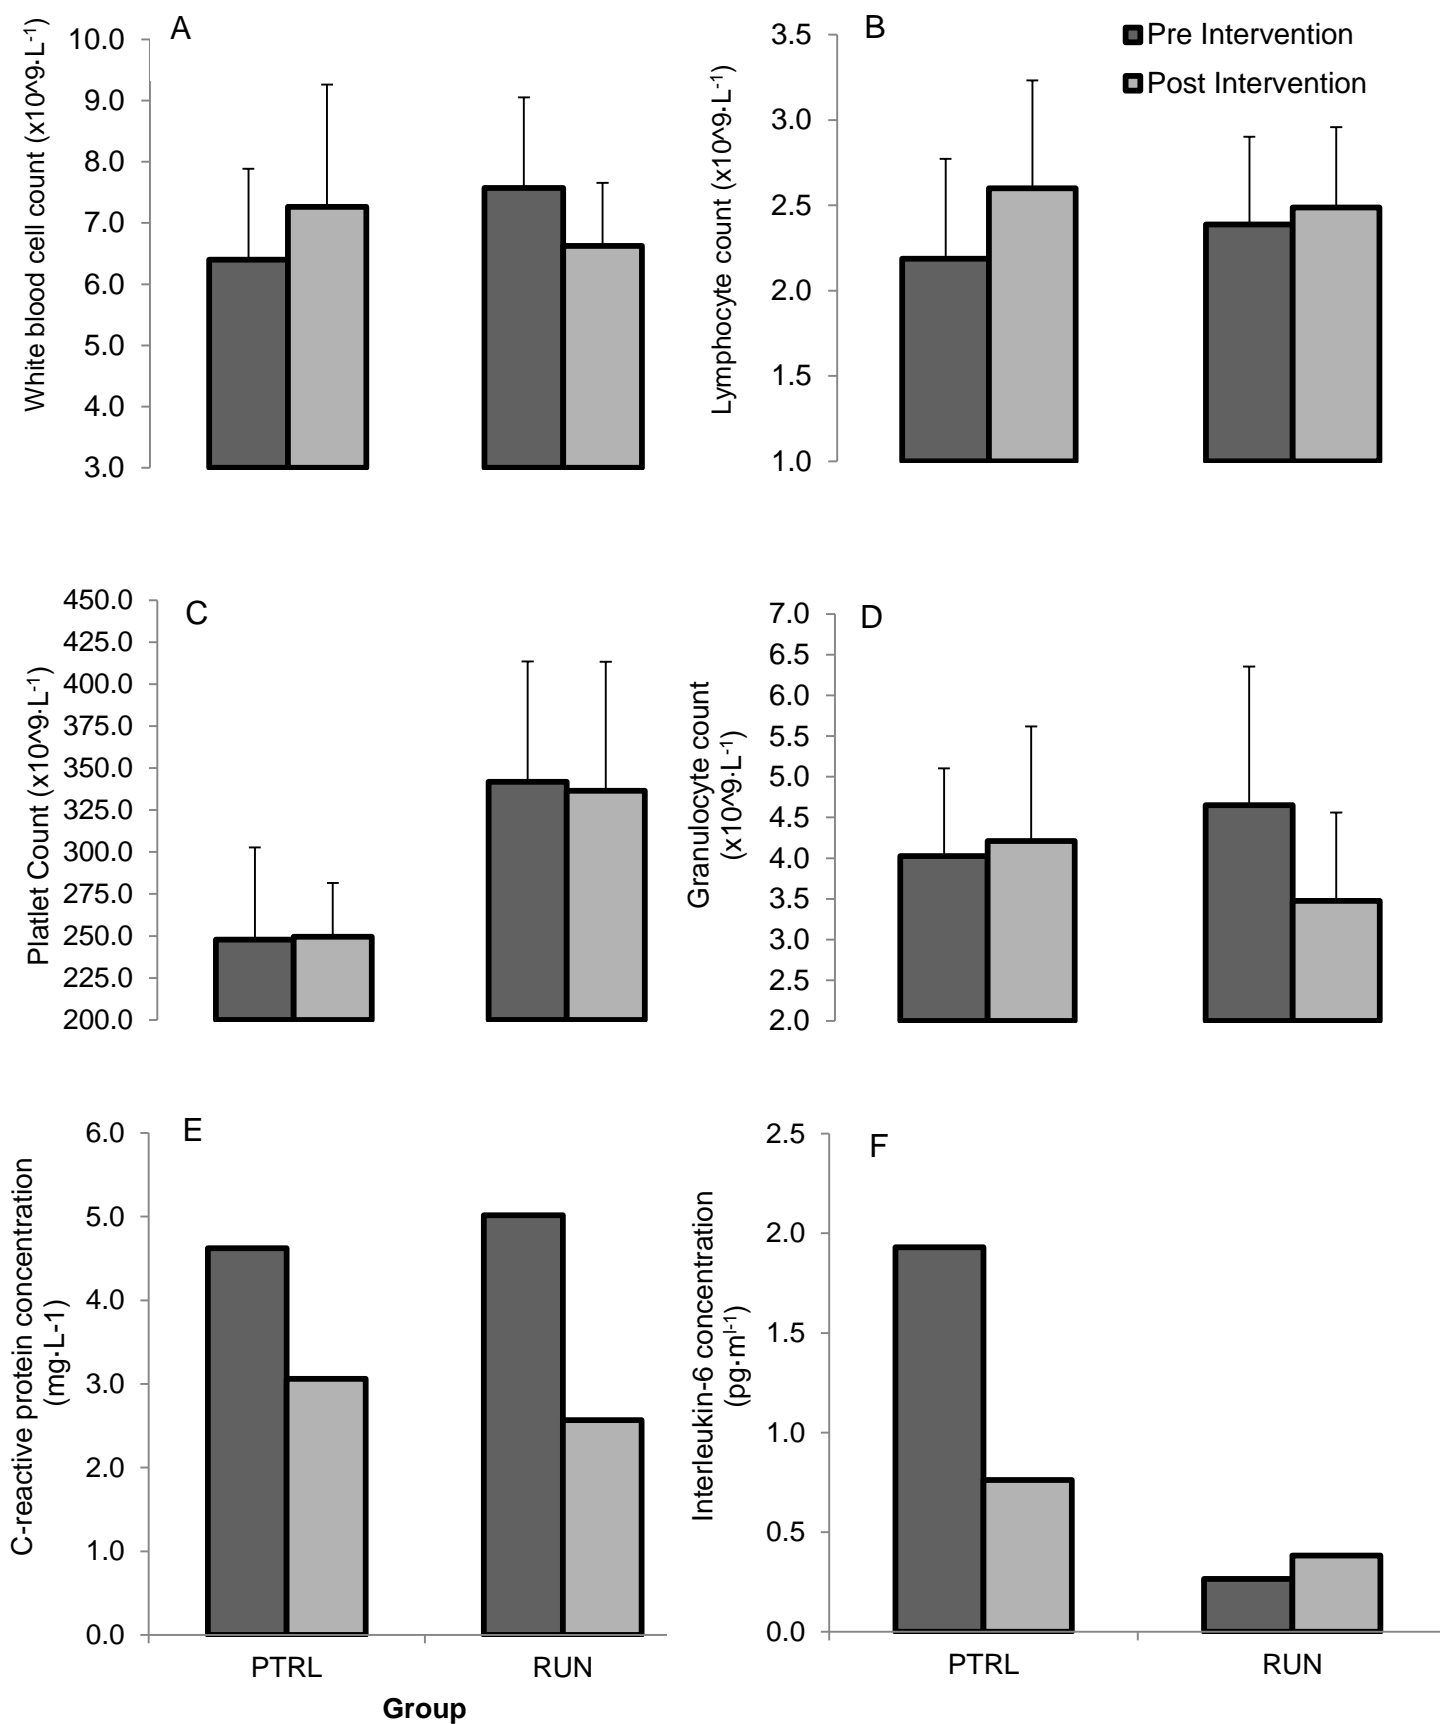 A
White blood cell count (x10^9·L-1)
10.0
9.0
8.0
7.0
6.0
5.0
4.0
3.0
B
Pre Intervention
Post Intervention
Lymphocyte count (x10^9·L-1)
3.5
3.0
2.5
2.0
1.5
1.0
C
Platlet Count (x10^9·L-1)
450.0
425.0
400.0
375.0
350.0
325.0
300.0
275.0
250.0
225.0
200.0
D
Granulocyte count
(x10^9·L-1)
7.0
6.5
6.0
5.5
5.0
4.5
4.0
3.5
3.0
2.5
2.0
E
C-reactive protein concentration
(mg·L-1)
6.0
5.0
4.0
3.0
2.0
1.0
0.0
PTRL
RUN
Group
F
Interleukin-6 concentration
(pg·ml-1)
2.5
2.0
1.5
1.0
0.5
0.0
PTRL
RUN